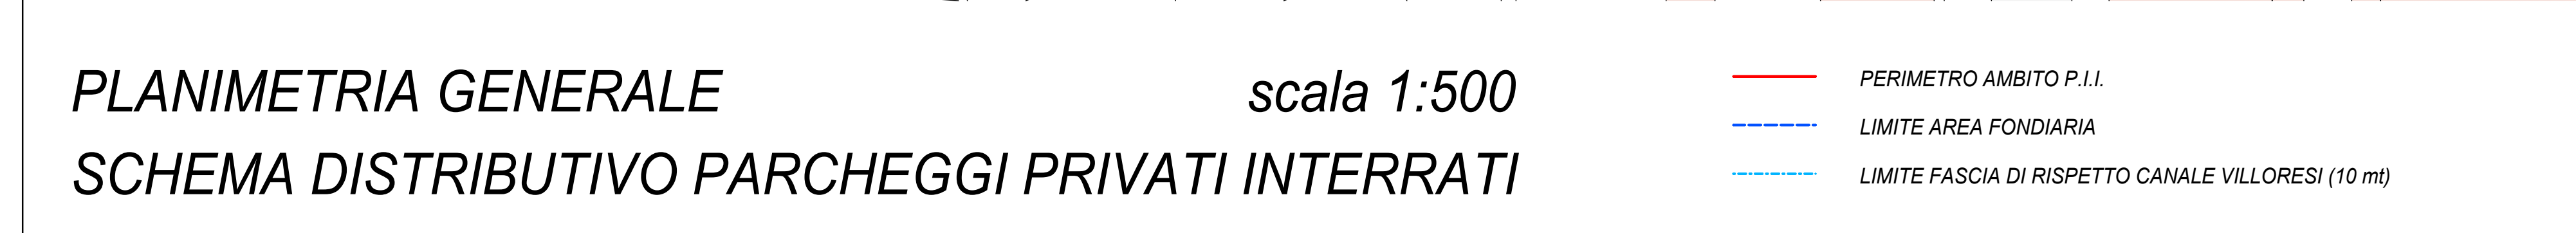 PLANIMETRIA GENERALE scala 1:500
SCHEMA DISTRIBUTIVO PARCHEGGI PRIVATI INTERRATI
PERIMETRO AMBITO P.I.I.
LIMITE AREA FONDIARIA
LIMITE FASCIA DI RISPETTO CANALE VILLORESI (10 mt)